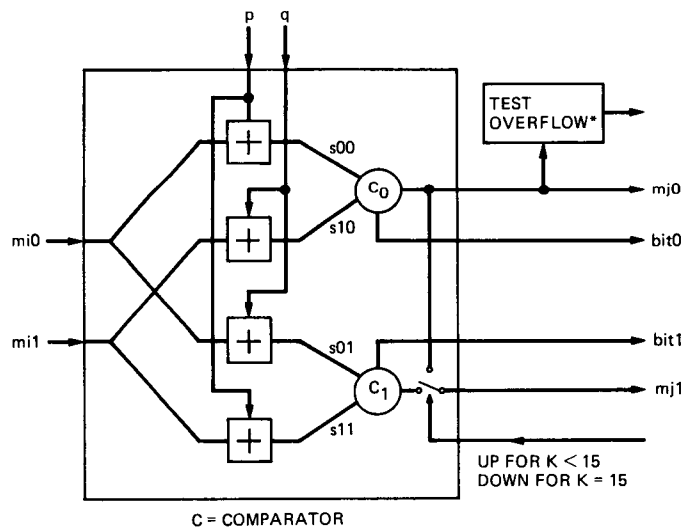 p q
TEST
OVERFLOW*
s00
C0
mj0
mi0
s10
bit0
mi1
s01
bit1
C1
mj1
s11
UP FOR K < 15
DOWN FOR K = 15
C = COMPARATOR